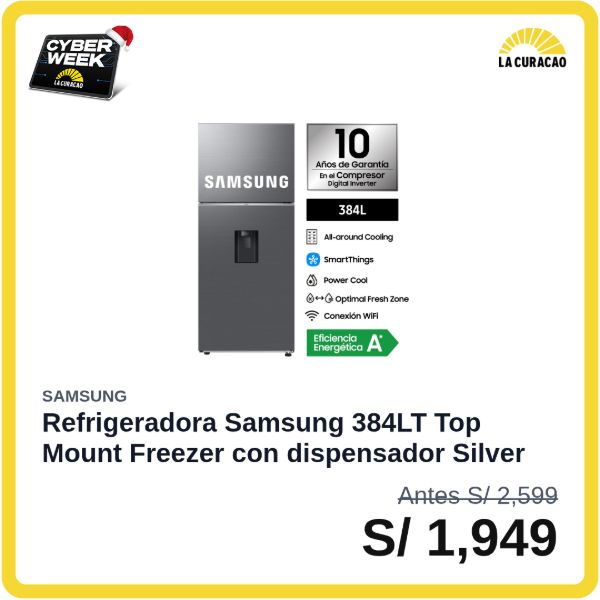 CYBER
WEEK
LA CURACAO
LA CURACAO
SAMSUNG
10
Años de Garantía
En el Compresor
Digital Inverter
384L
All-around Cooling
SmartThings
Power Cool
Optimal Fresh Zone
Conexión WiFi
Eficiencia
Energética A*
SAMSUNG
Refrigeradora Samsung 384LT Top
Mount Freezer con dispensador Silver
Antes S/ 2,599
S/ 1,949